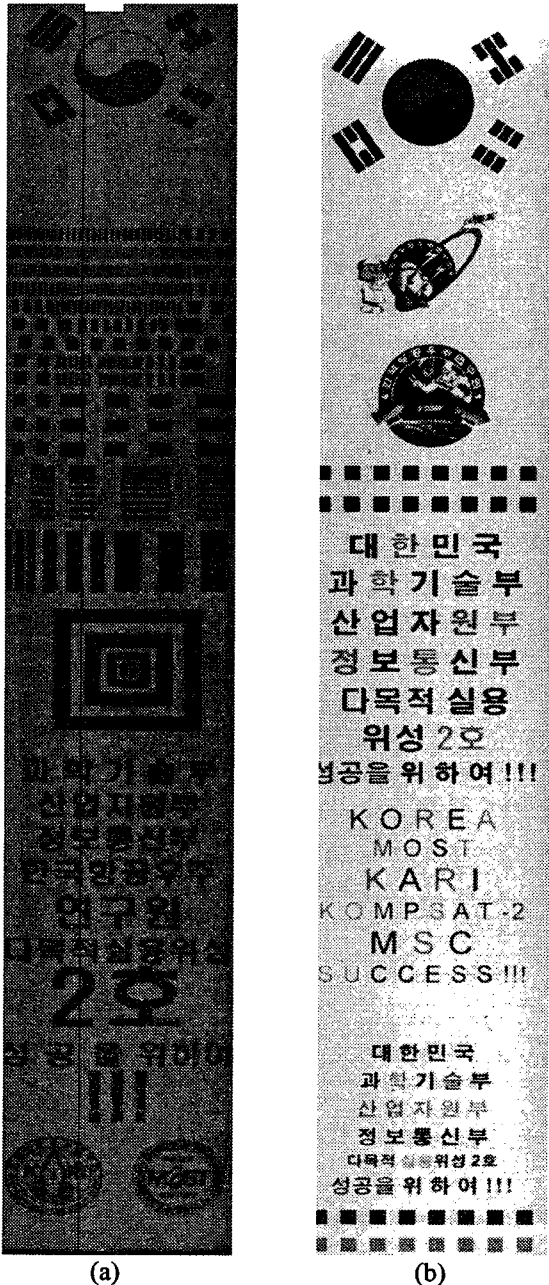 과학기술부
산업자원부
정보통신부
한국항공우주
연구원
다목적실용위성
2호
성공을위하여
!!!
MOST
(a)
대한민국
과학기술부
산업자원부
정보통신부
다목적 실용
위성 2호
성공을 위하여 !!!
KOREA
MOST
KARI
KOMPSAT-2
MSC
SUCCESS!!!
대한민국
과학기술부
산업자원부
정보통신부
다목적 실용위성 2호
성공을 위하여 !!!
(b)